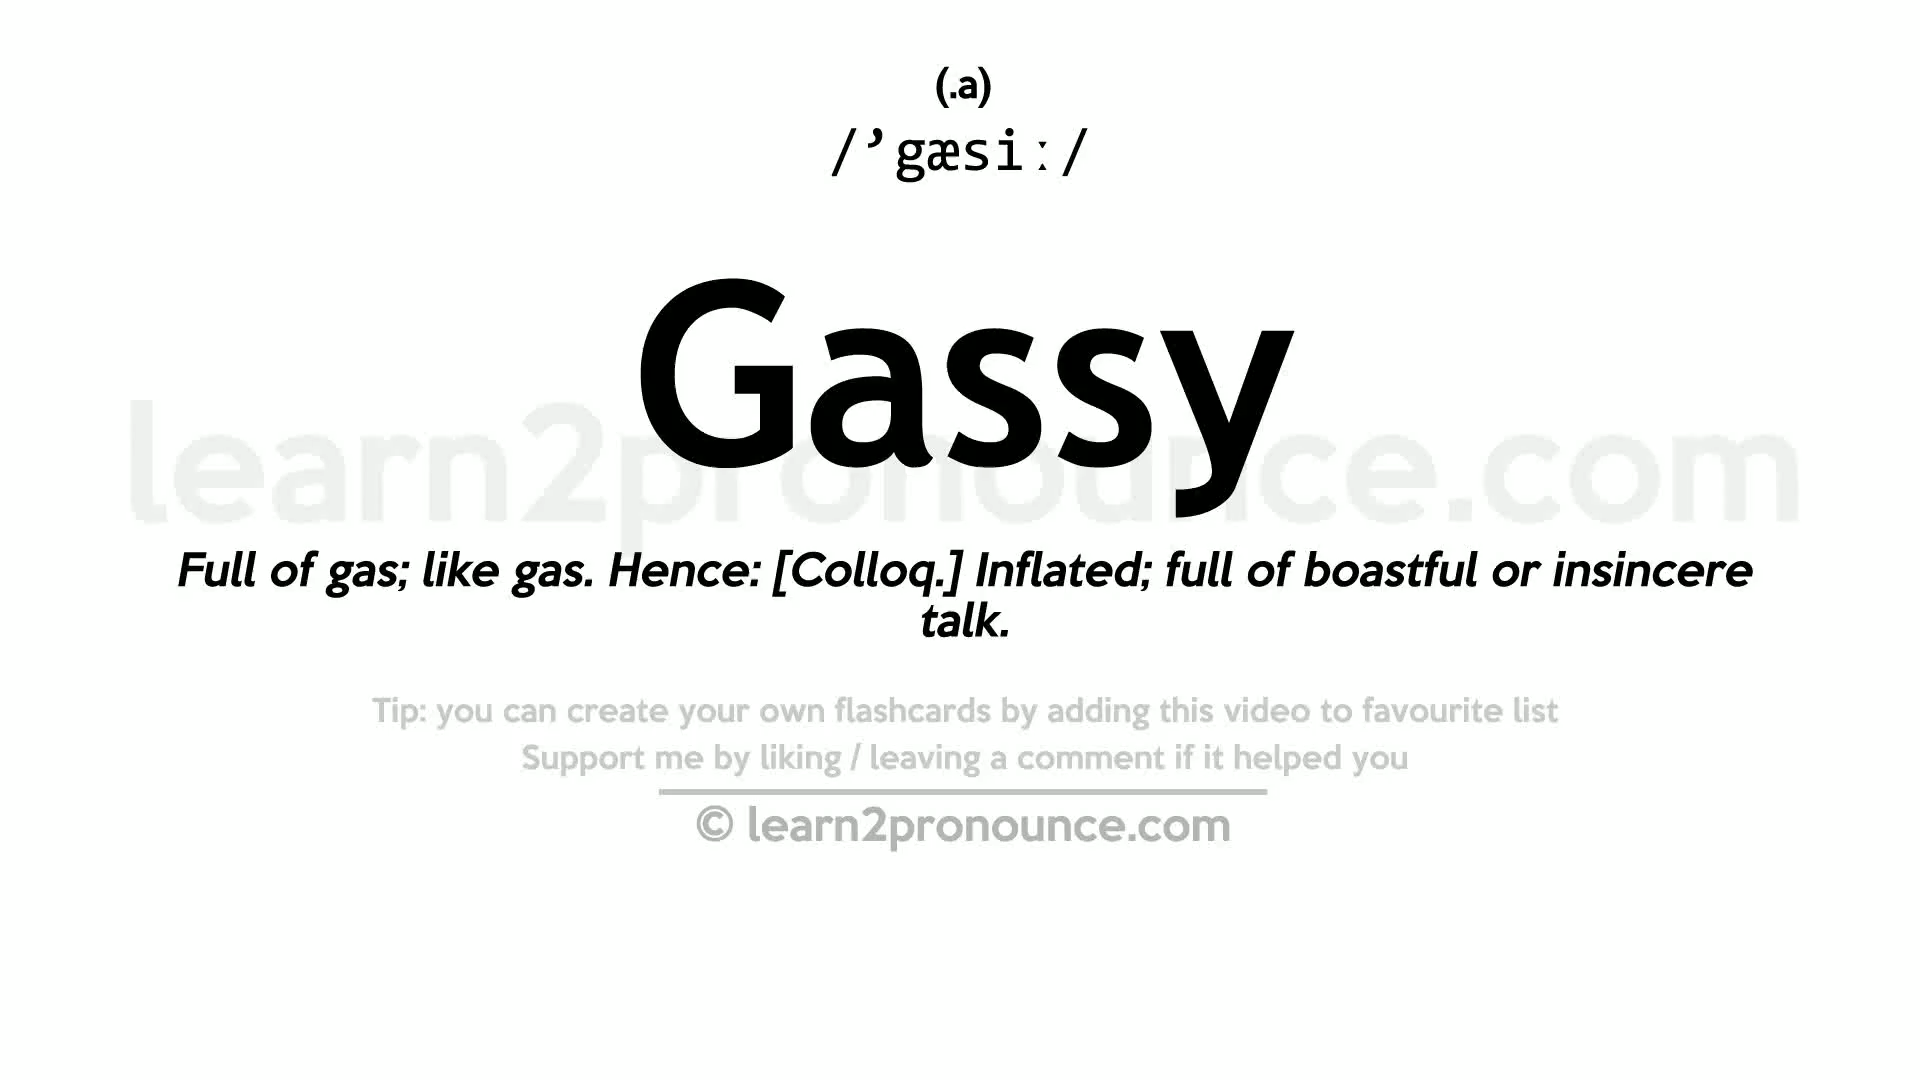 (.a)
/’gæsiː/
Gassy
learn2pronounce.com
Full of gas; like gas. Hence: [Colloq.] Inflated; full of boastful or insincere
talk.
Tip: you can create your own flashcards by adding this video to favourite list
Support me by liking / leaving a comment if it helped you
© learn2pronounce.com